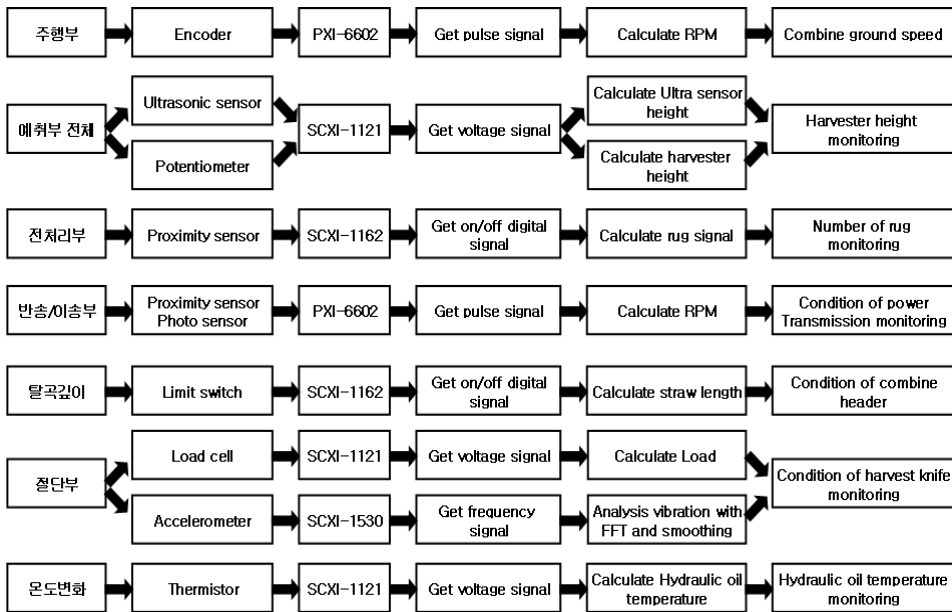 주행부
Encoder
PXI-6602
Get pulse signal
Calculate RPM
Combine ground speed
예취부 전체
Ultrasonic sensor
Potentiometer
SCXI-1121
Get voltage signal
Calculate Ultra sensor
height
Calculate harvester
height
Harvester height
monitoring
전처리부
Proximity sensor
SCXI-1162
Get on/off digital
signal
Calculate rug signal
Number of rug
monitoring
반송/이송부
Proximity sensor
Photo sensor
PXI-6602
Get pulse signal
Calculate RPM
Condition of power
Transmission monitoring
탈곡깊이
Limit switch
SCXI-1162
Get on/off digital
signal
Calculate straw length
Condition of combine
header
절단부
Load cell
SCXI-1121
Get voltage signal
Calculate Load
Accelerometer
SCXI-1530
Get frequency
signal
Analysis vibration with
FFT and smoothing
Condition of harvest knife
monitoring
온도변화
Thermistor
SCXI-1121
Get voltage signal
Calculate Hydraulic oil
temperature
Hydraulic oil temperature
monitoring